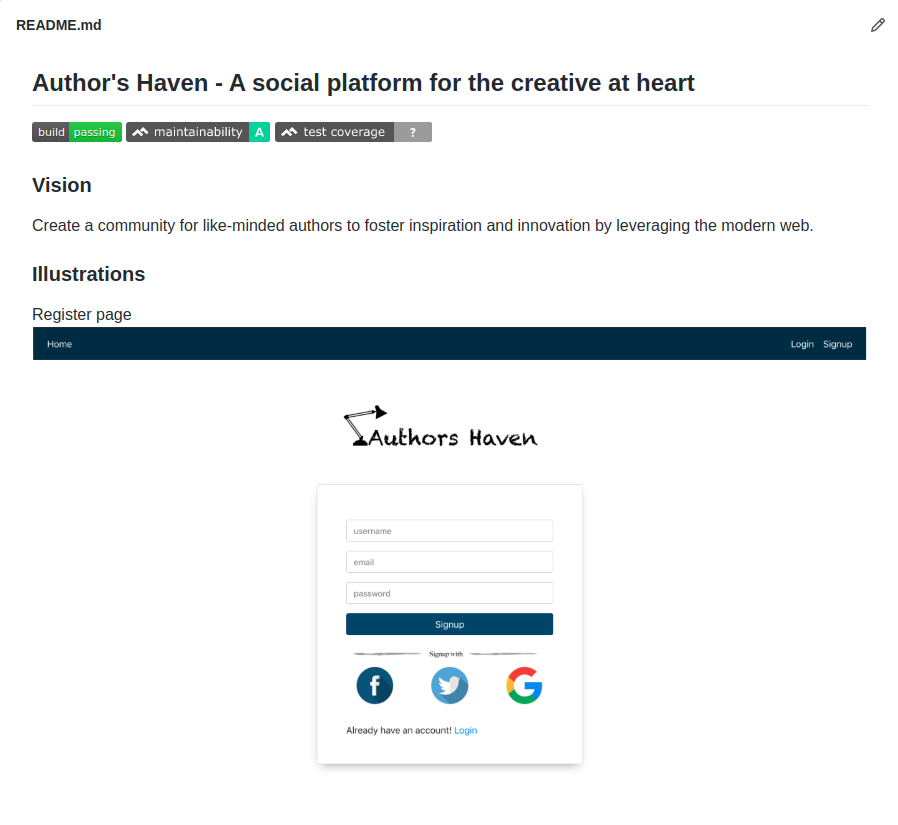 README.md
Author's Haven - A social platform for the creative at heart
build passing maintainability A test coverage ?
Vision
Create a community for like-minded authors to foster inspiration and innovation by leveraging the modern web.
Illustrations
Register page
Home Login Signup
Authors Haven
username
email
password
Signup
Signup with
Already have an account! Login